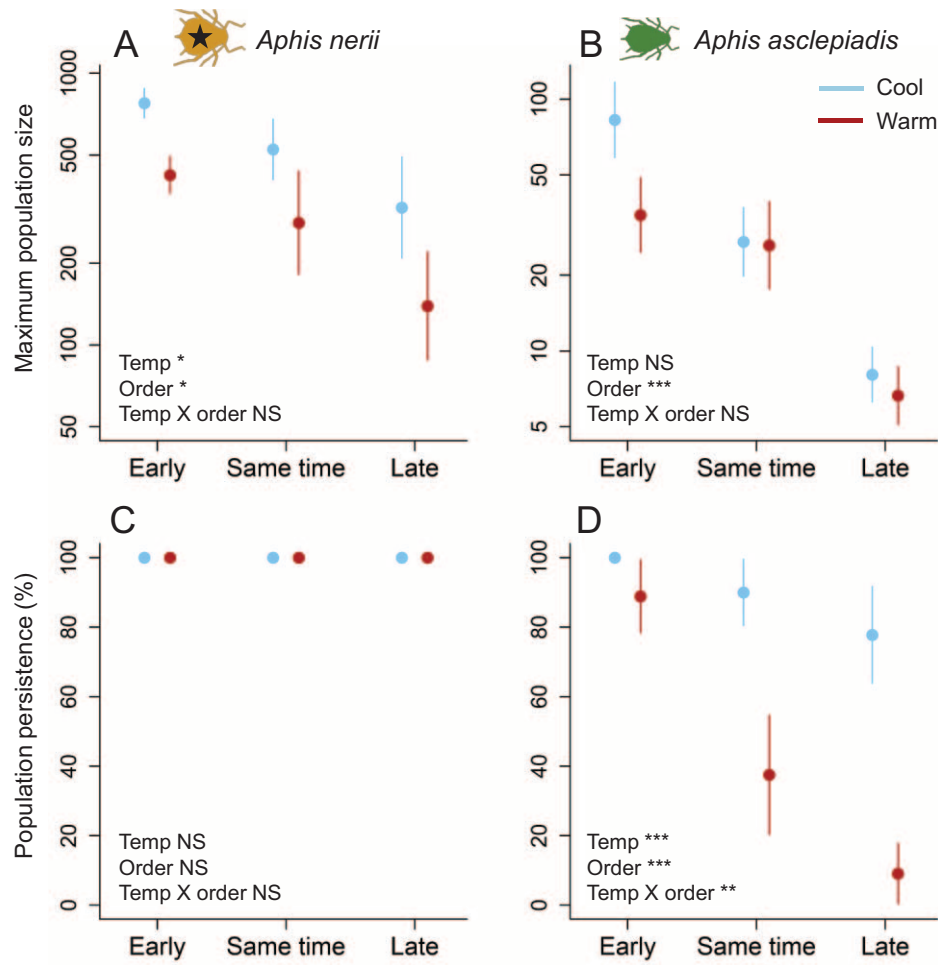 A
Aphis nerii
B
Aphis asclepiadis
Maximum population size
1000
500
200
100
50
Temp *
Order *
Temp X order NS
Early
Same time
Late
100
50
20
10
5
Cool
Warm
Temp NS
Order ***
Temp X order NS
Early
Same time
Late
C
Population persistence (%)
100
80
60
40
20
0
Temp NS
Order NS
Temp X order NS
Early
Same time
Late
D
100
80
60
40
20
0
Temp ***
Order ***
Temp X order **
Early
Same time
Late